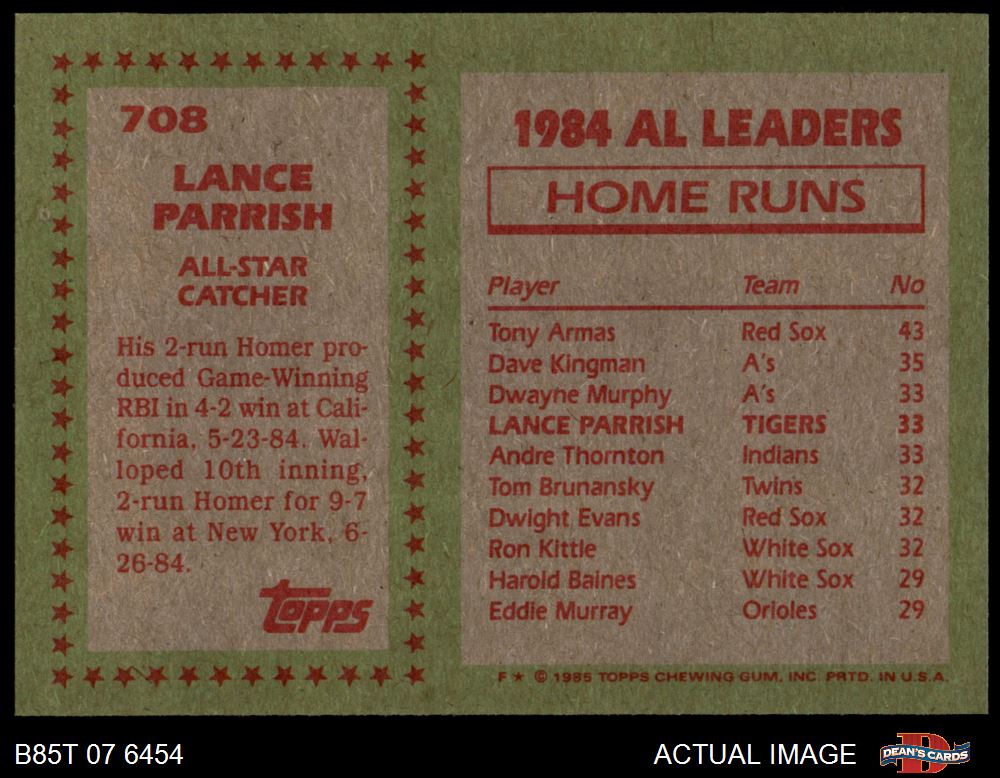 708
LANCE
PARRISH
ALL-STAR
CATCHER
His 2-run Homer pro-
duced Game-Winning
RBI in 4-2 win at Cali-
fornia, 5-23-84. Wal-
loped 10th inning,
2-run Homer for 9-7
win at New York, 6-
26-84.
Topps
1984 AL LEADERS
HOME RUNS
Player Team No
Tony Armas Red Sox 43
Dave Kingman A's 35
Dwayne Murphy A's 33
LANCE PARRISH TIGERS 33
Andre Thornton Indians 33
Tom Brunansky Twins 32
Dwight Evans Red Sox 32
Ron Kittle White Sox 32
Harold Baines White Sox 29
Eddie Murray Orioles 29
F ★ © 1985 TOPPS CHEWING GUM, INC. PRTD. IN U.S.A.
B85T 07 6454
ACTUAL IMAGE
D
DEAN'S CARDS